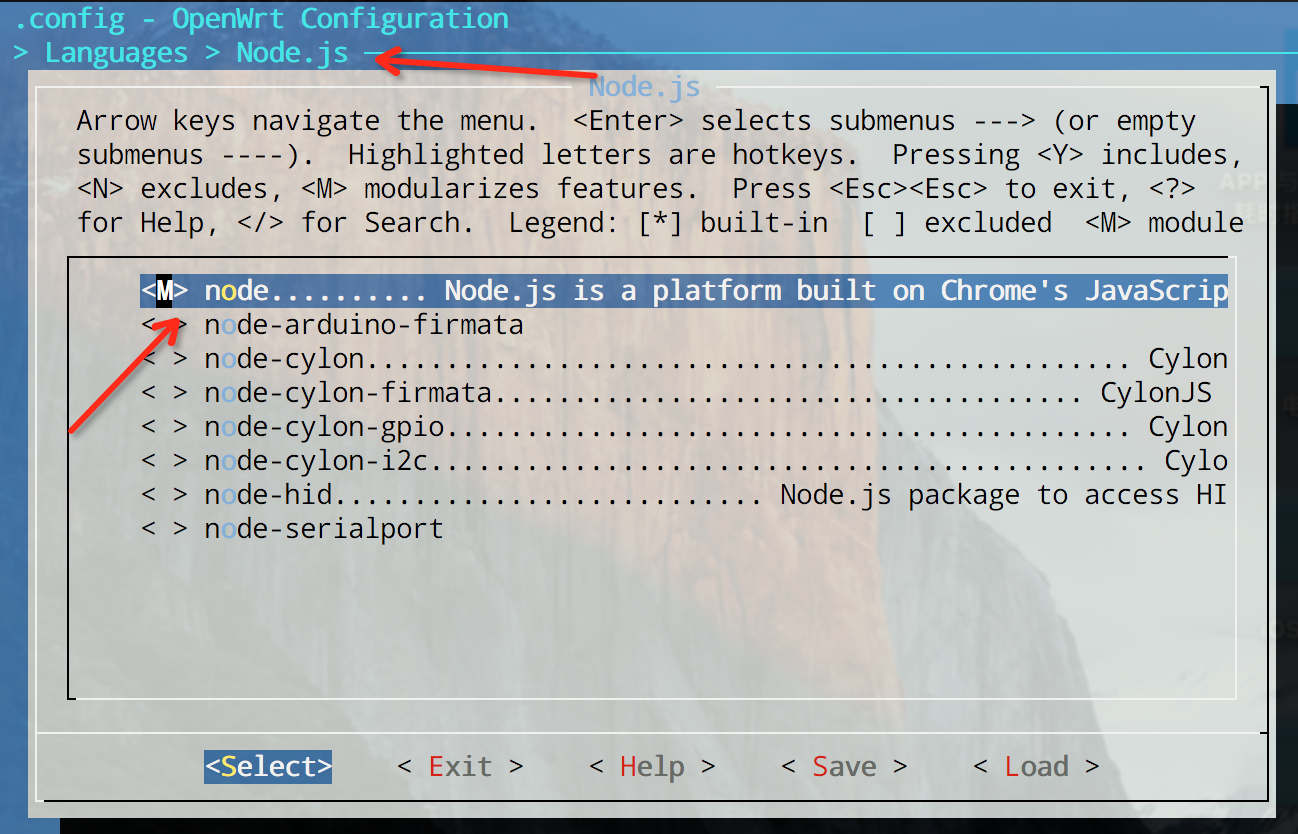 .config - OpenWrt Configuration
> Languages > Node.js
Node.js
Arrow keys navigate the menu.  <Enter> selects submenus ---> (or empty
submenus ----).  Highlighted letters are hotkeys.  Pressing <Y> includes,
<N> excludes, <M> modularizes features.  Press <Esc><Esc> to exit, <?>
for Help, </> for Search.  Legend: [*] built-in  [ ] excluded  <M> module
<M> node.......... Node.js is a platform built on Chrome's JavaScrip
< > node-arduino-firmata
< > node-cylon................................................ Cylon
< > node-cylon-firmata..................................... CylonJS
< > node-cylon-gpio........................................... Cylon
< > node-cylon-i2c............................................. Cylo
< > node-hid........................... Node.js package to access HI
< > node-serialport
<Select>    < Exit >    < Help >    < Save >    < Load >